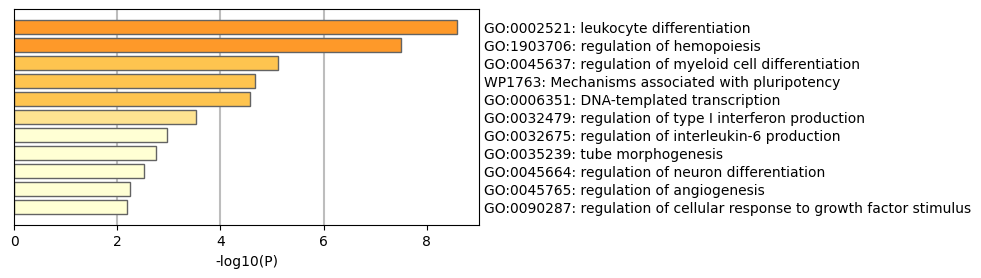 GO:0002521: leukocyte differentiation
GO:1903706: regulation of hemopoiesis
GO:0045637: regulation of myeloid cell differentiation
WP1763: Mechanisms associated with pluripotency
GO:0006351: DNA-templated transcription
GO:0032479: regulation of type I interferon production
GO:0032675: regulation of interleukin-6 production
GO:0035239: tube morphogenesis
GO:0045664: regulation of neuron differentiation
GO:0045765: regulation of angiogenesis
GO:0090287: regulation of cellular response to growth factor stimulus
0 2 4 6 8
-log10(P)